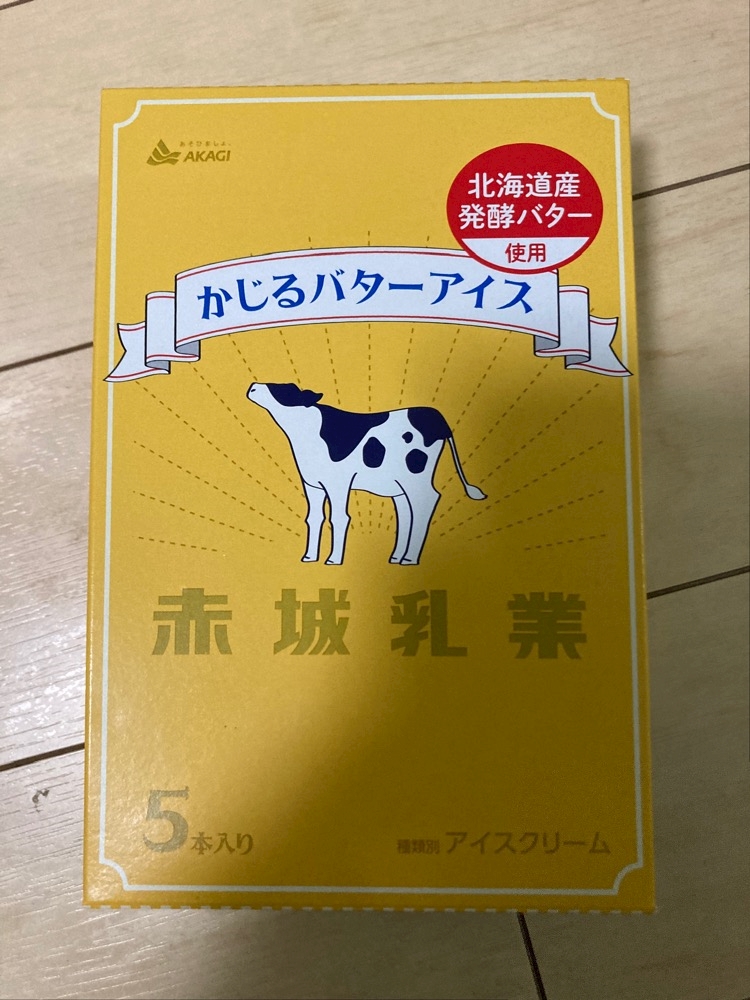 あそびましょ。
AKAGI
北海道産
発酵バター
使用
かじるバターアイス
赤城乳業
5本入り
種類別 アイスクリーム